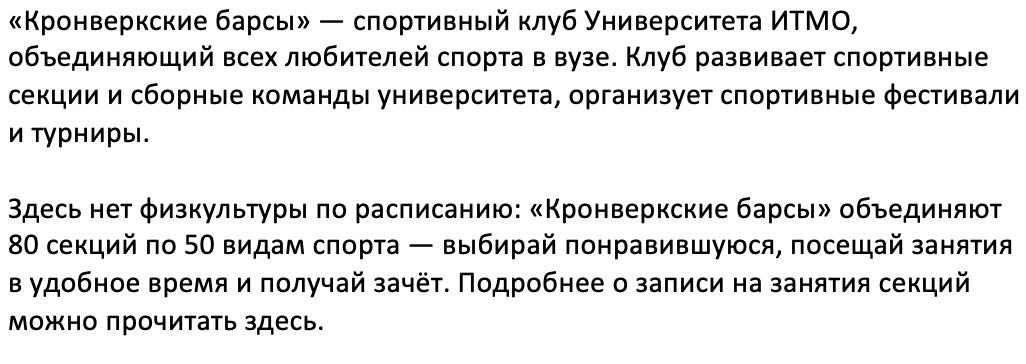 «Кронверкские барсы» — спортивный клуб Университета ИТМО,
объединяющий всех любителей спорта в вузе. Клуб развивает спортивные
секции и сборные команды университета, организует спортивные фестивали
и турниры.
Здесь нет физкультуры по расписанию: «Кронверкские барсы» объединяют
80 секций по 50 видам спорта — выбирай понравившуюся, посещай занятия
в удобное время и получай зачёт. Подробнее о записи на занятия секций
можно прочитать здесь.